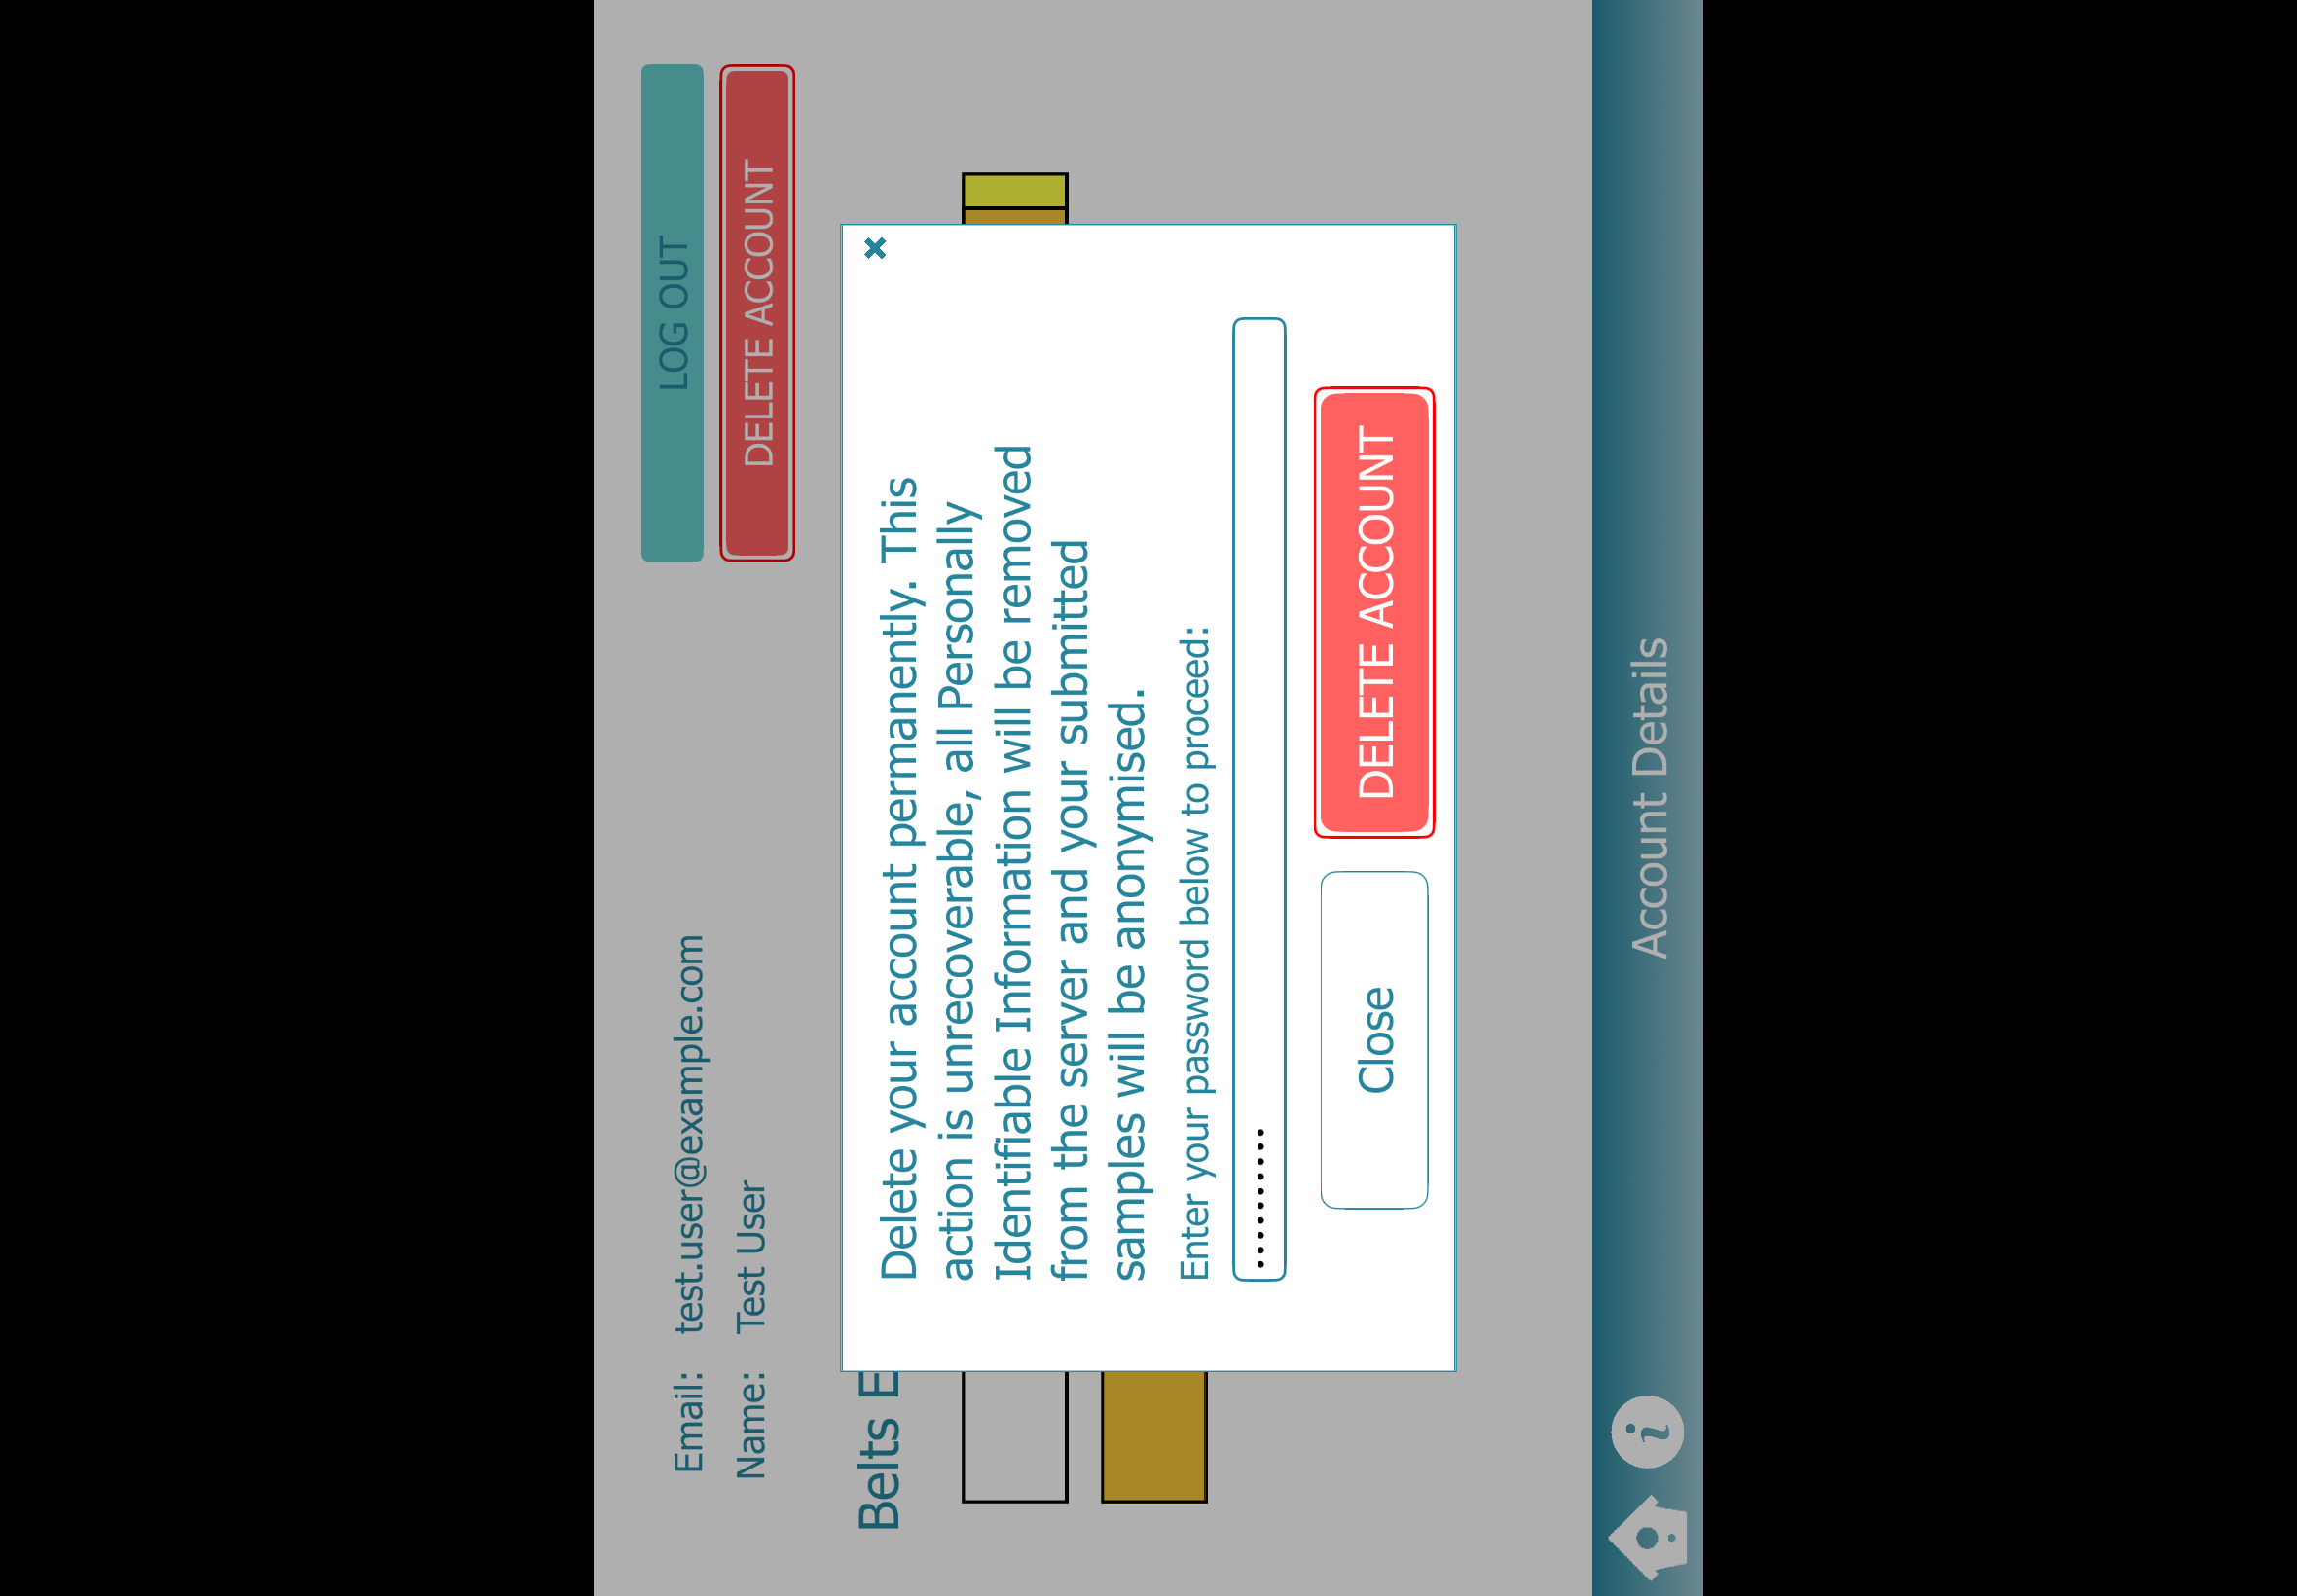 LOG OUT
DELETE ACCOUNT
Email: test.user@example.com
Name: Test User
Belts E
Delete your account permanently. This
action is unrecoverable, all Personally
Identifiable Information will be removed
from the server and your submitted
samples will be anonymised.
Enter your password below to proceed:
Close
DELETE ACCOUNT
Account Details